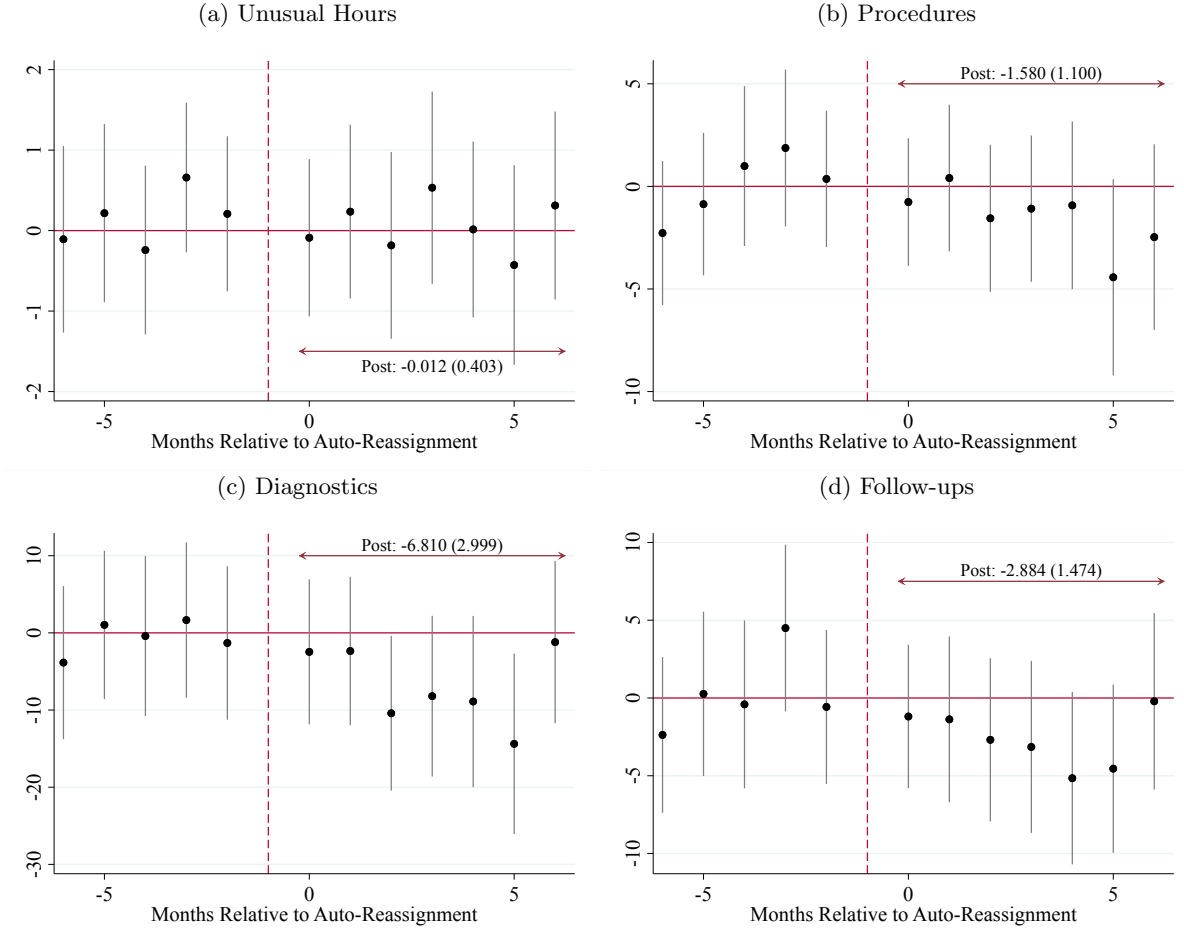 (a) Unusual Hours
2
1
0
-1
-2
Post: -0.012 (0.403)
-5
0
5
Months Relative to Auto-Reassignment
(b) Procedures
5
0
-5
-10
Post: -1.580 (1.100)
-5
0
5
Months Relative to Auto-Reassignment
(c) Diagnostics
10
0
-10
-20
-30
Post: -6.810 (2.999)
-5
0
5
Months Relative to Auto-Reassignment
(d) Follow-ups
10
5
0
-5
-10
Post: -2.884 (1.474)
-5
0
5
Months Relative to Auto-Reassignment